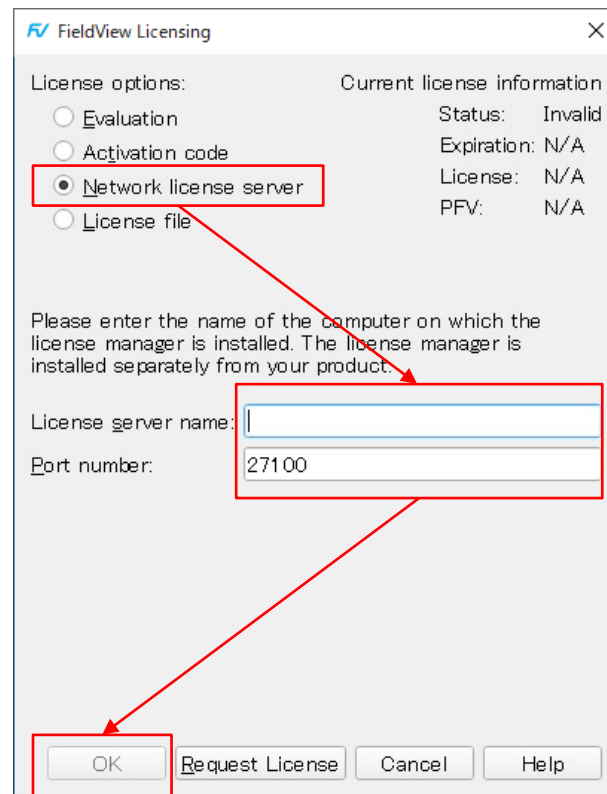 FV FieldView Licensing
License options:
Evaluation
Activation code
Network license server
License file
Current license information
Status: Invalid
Expiration: N/A
License: N/A
PFV: N/A
Please enter the name of the computer on which the
license manager is installed. The license manager is
installed separately from your product.
License server name:
Port number: 27100
OK Request License Cancel Help